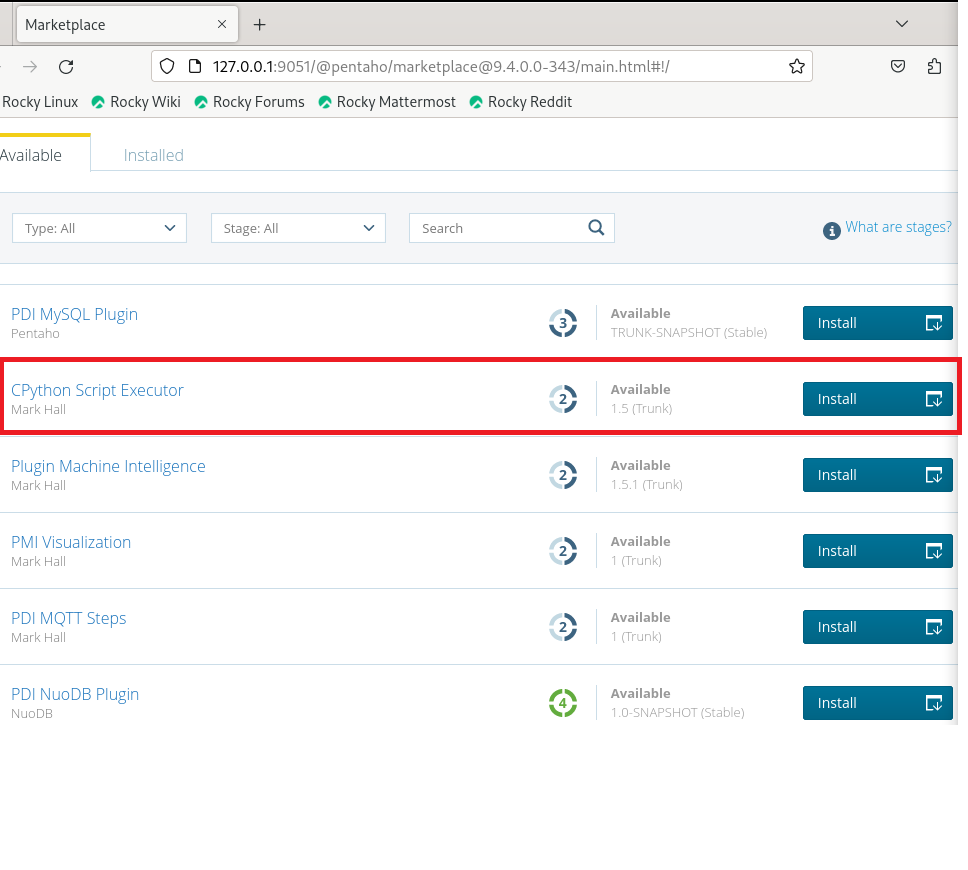 Marketplace
127.0.0.1:9051/@pentaho/marketplace@9.4.0.0-343/main.html#!/
Rocky Linux Rocky Wiki Rocky Forums Rocky Mattermost Rocky Reddit
Available Installed
Type: All Stage: All Search What are stages?
PDI MySQL Plugin
Pentaho
3
Available
TRUNK-SNAPSHOT (Stable)
Install
CPython Script Executor
Mark Hall
2
Available
1.5 (Trunk)
Install
Plugin Machine Intelligence
Mark Hall
2
Available
1.5.1 (Trunk)
Install
PMI Visualization
Mark Hall
2
Available
1 (Trunk)
Install
PDI MQTT Steps
Mark Hall
2
Available
1 (Trunk)
Install
PDI NuoDB Plugin
NuoDB
4
Available
1.0-SNAPSHOT (Stable)
Install